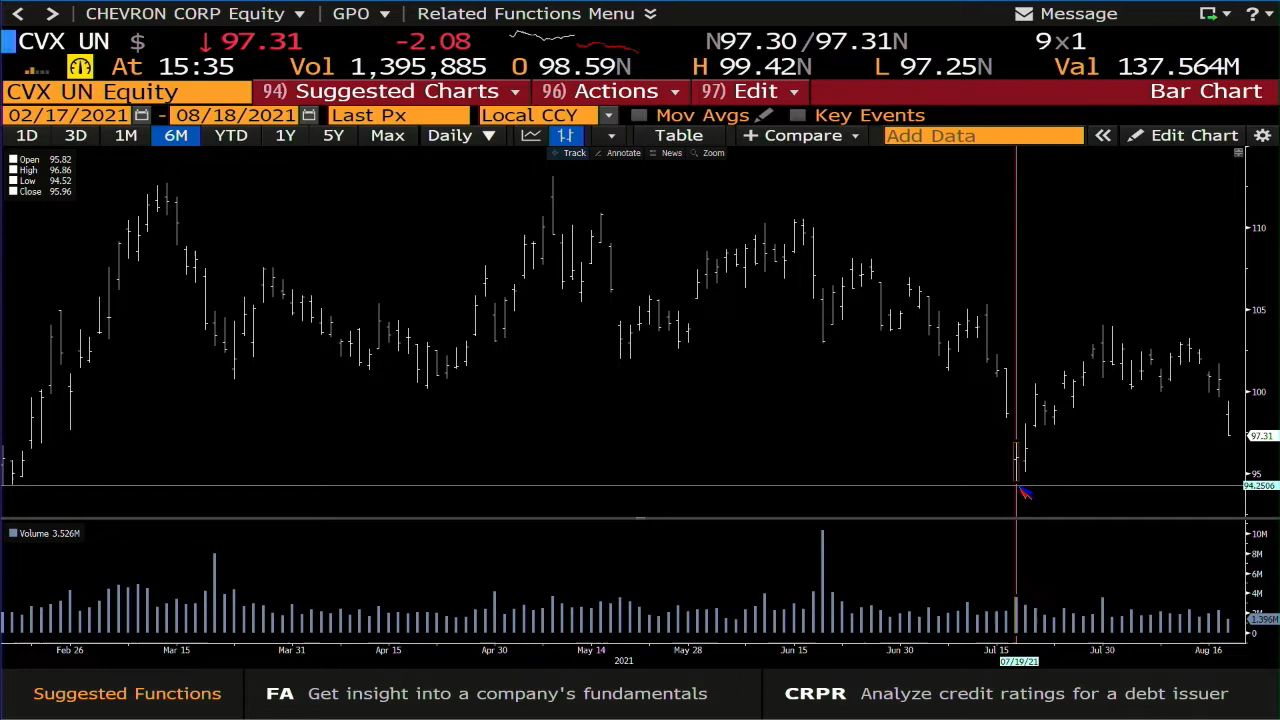 CHEVRON CORP Equity GPO Related Functions Menu Message ?
CVX UN $ ↓ 97.31 -2.08 N97.30 /97.31N 9x1
At 15:35 Vol 1,395,885 O 98.59N H 99.42N L 97.25N Val 137.564M
CVX UN Equity 94) Suggested Charts 96) Actions 97) Edit Bar Chart
02/17/2021 - 08/18/2021 Last Px Local CCY Mov Avgs Key Events
1D 3D 1M 6M YTD 1Y 5Y Max Daily ▼ Table + Compare Add Data « Edit Chart
Track Annotate News Zoom
Open 95.82
High 96.86
Low 94.52
Close 95.96
110
105
100
97.31
95
94.2506
Volume 3.526M
10M
8M
6M
4M
2M
1.396M
0
Feb 26 Mar 15 Mar 31 Apr 15 Apr 30 May 14 May 28 Jun 15 Jun 30 Jul 15 Jul 30 Aug 16
2021 07/19/21
Suggested Functions FA Get insight into a company's fundamentals CRPR Analyze credit ratings for a debt issuer